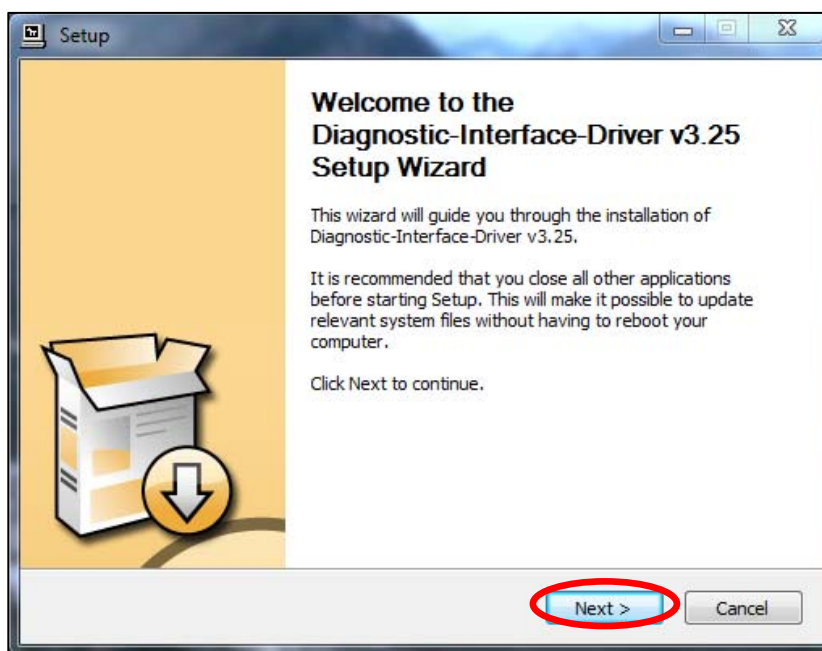 Setup
Welcome to the
Diagnostic-Interface-Driver v3.25
Setup Wizard
This wizard will guide you through the installation of
Diagnostic-Interface-Driver v3.25.
It is recommended that you close all other applications
before starting Setup. This will make it possible to update
relevant system files without having to reboot your
computer.
Click Next to continue.
Next > Cancel